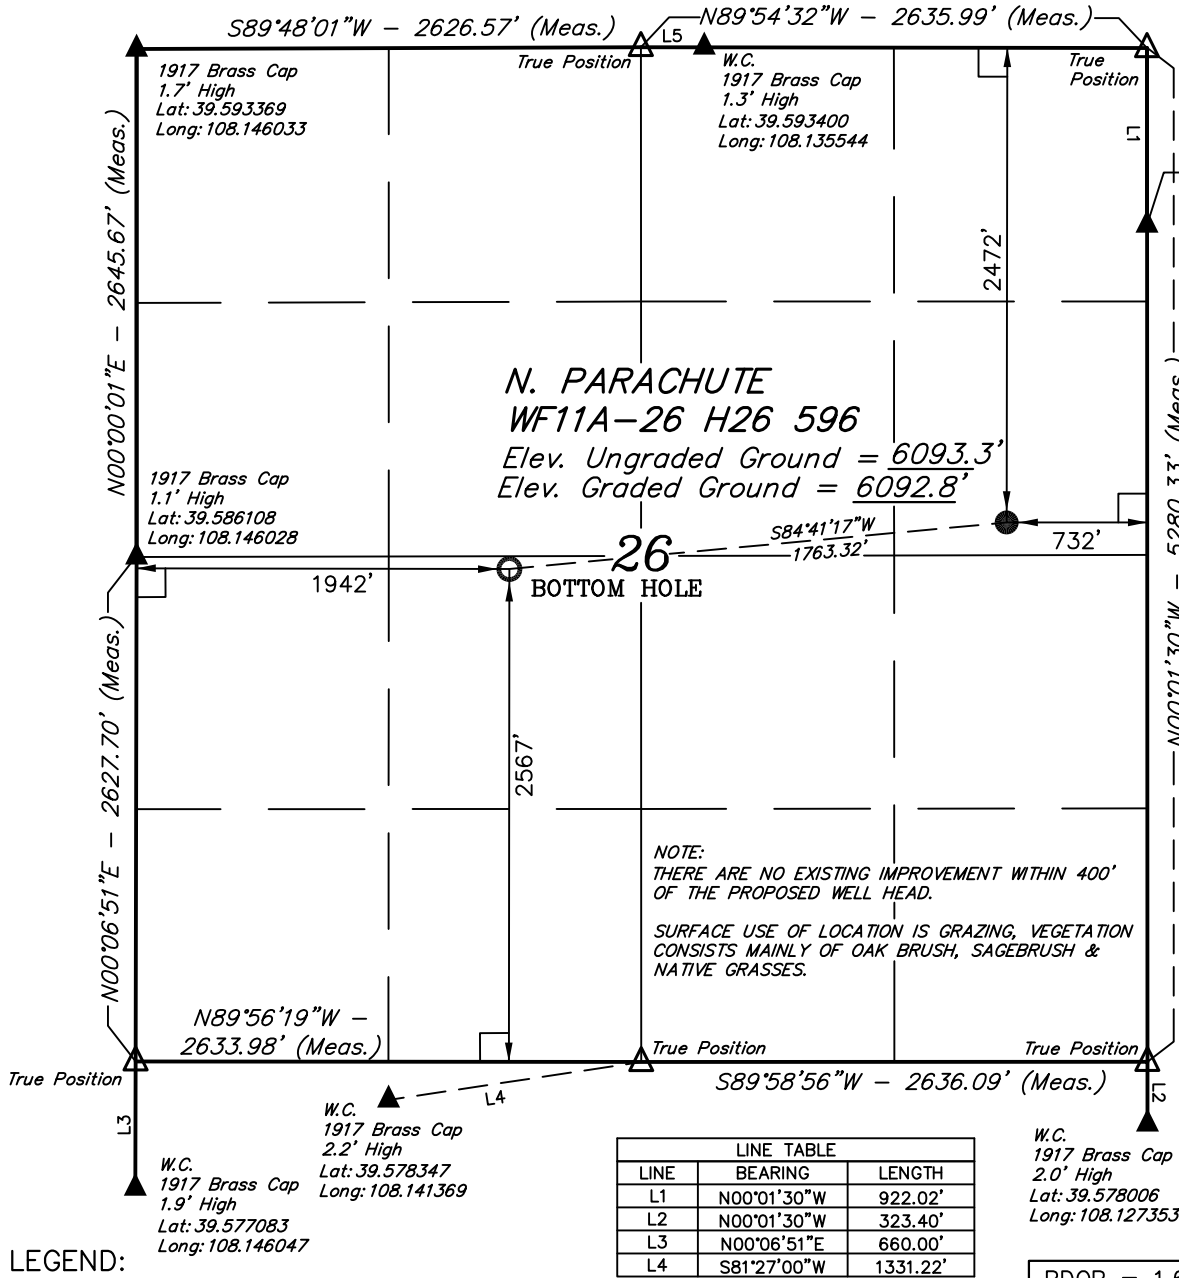 S89°48'01"W – 2626.57' (Meas.)
N89°54'32"W – 2635.99' (Meas.)
L5
True Position
True
Position
1917 Brass Cap
1.7' High
Lat: 39.593369
Long: 108.146033
W.C.
1917 Brass Cap
1.3' High
Lat: 39.593400
Long: 108.135544
L1
N00°00'01"E – 2645.67' (Meas.)
2472'
N. PARACHUTE
WF11A–26 H26 596
Elev. Ungraded Ground = 6093.3'
Elev. Graded Ground = 6092.8'
1917 Brass Cap
1.1' High
Lat: 39.586108
Long: 108.146028
S84°41'17"W
1763.32'
732'
26
BOTTOM HOLE
1942'
N00°01'30"W – 5280.33' (Meas.)
N00°06'51"E – 2627.70' (Meas.)
2567'
NOTE:
THERE ARE NO EXISTING IMPROVEMENT WITHIN 400'
OF THE PROPOSED WELL HEAD.
SURFACE USE OF LOCATION IS GRAZING, VEGETATION
CONSISTS MAINLY OF OAK BRUSH, SAGEBRUSH &
NATIVE GRASSES.
N89°56'19"W –
2633.98' (Meas.)
True Position
True Position
True Position
S89°58'56"W – 2636.09' (Meas.)
L4
L3
L2
W.C.
1917 Brass Cap
2.2' High
Lat: 39.578347
Long: 108.141369
W.C.
1917 Brass Cap
1.9' High
Lat: 39.577083
Long: 108.146047
W.C.
1917 Brass Cap
2.0' High
Lat: 39.578006
Long: 108.127353
LINE TABLE
LINE BEARING LENGTH
L1 N00°01'30"W 922.02'
L2 N00°01'30"W 323.40'
L3 N00°06'51"E 660.00'
L4 S81°27'00"W 1331.22'
LEGEND: